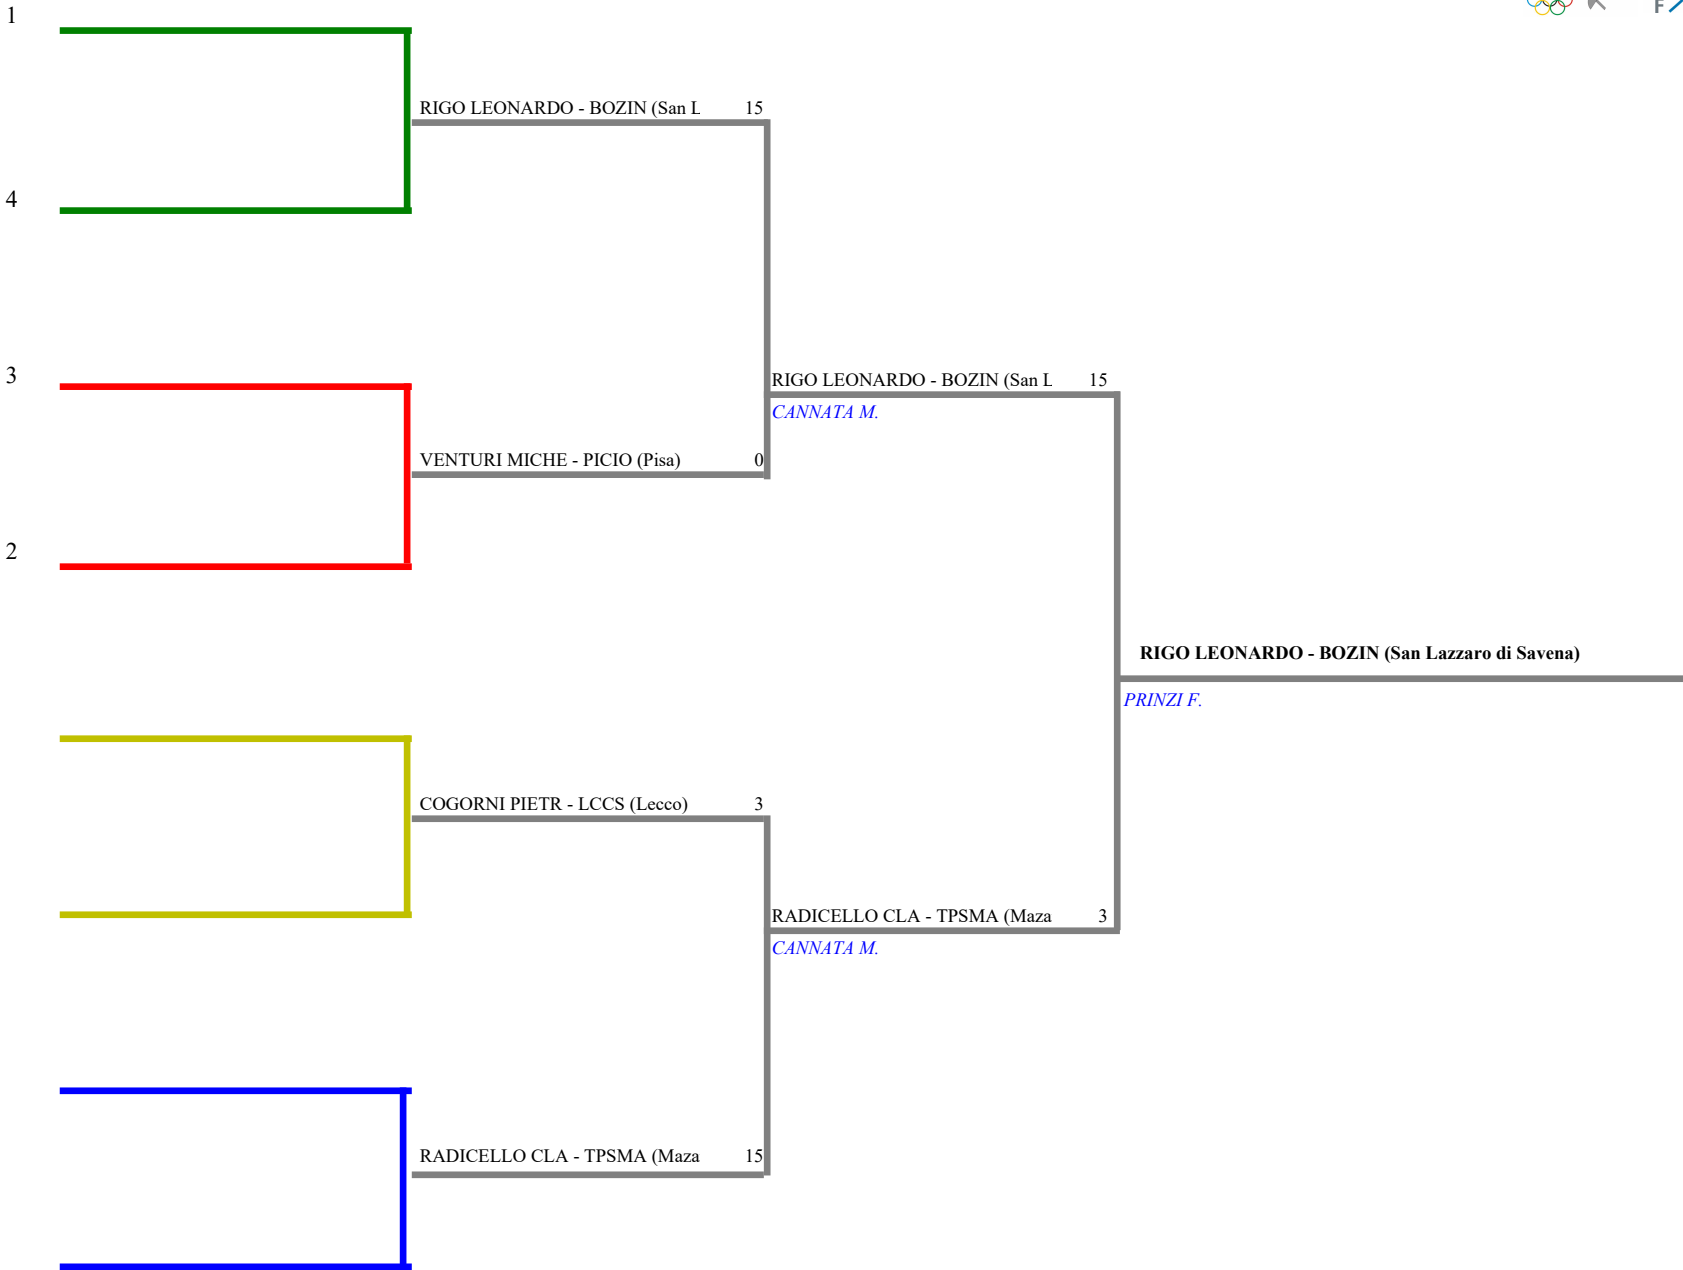 1
F
RIGO LEONARDO - BOZIN (San L 15
4
3
RIGO LEONARDO - BOZIN (San L 15
CANNATA M.
VENTURI MICHE - PICIO (Pisa) 0
2
RIGO LEONARDO - BOZIN (San Lazzaro di Savena)
PRINZI F.
COGORNI PIETR - LCCS (Lecco) 3
RADICELLO CLA - TPSMA (Maza 3
CANNATA M.
RADICELLO CLA - TPSMA (Maza 15